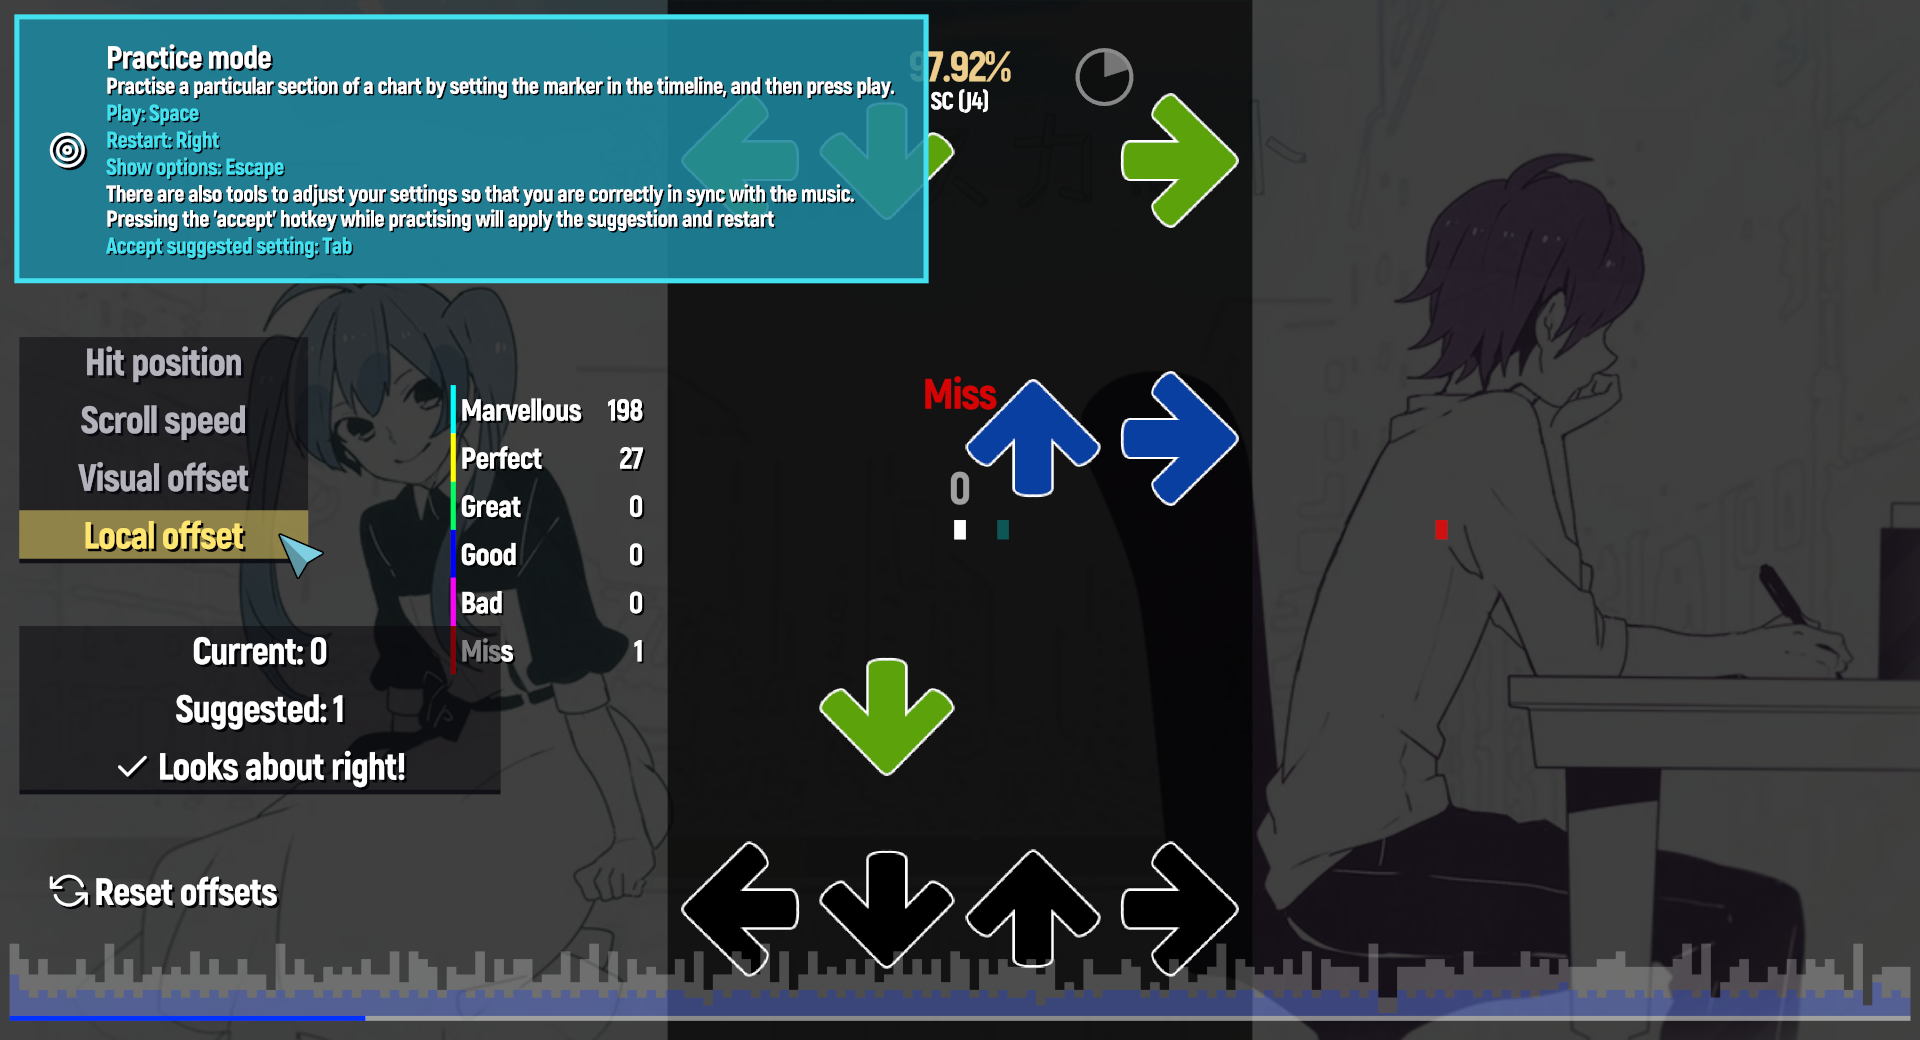 Practice mode
Practise a particular section of a chart by setting the marker in the timeline, and then press play.
Play: Space
Restart: Right
Show options: Escape
There are also tools to adjust your settings so that you are correctly in sync with the music.
Pressing the 'accept' hotkey while practising will apply the suggestion and restart
Accept suggested setting: Tab
97.92%
SC (J4)
Hit position
Scroll speed
Visual offset
Local offset
Marvellous 198
Perfect 27
Great 0
Good 0
Bad 0
Miss 1
Miss
0
Current: 0
Suggested: 1
Looks about right!
Reset offsets